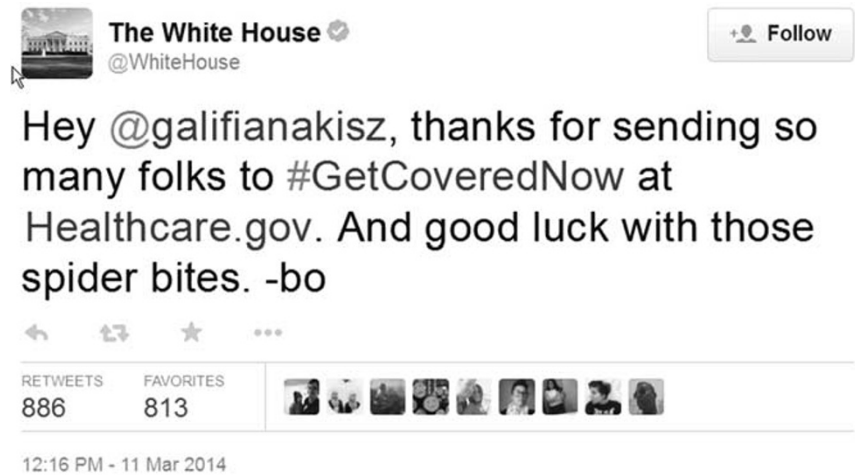 The White House
@WhiteHouse
Follow
Hey @galifianakisz, thanks for sending so
many folks to #GetCoveredNow at
Healthcare.gov. And good luck with those
spider bites. -bo
RETWEETS FAVORITES
886 813
12:16 PM - 11 Mar 2014